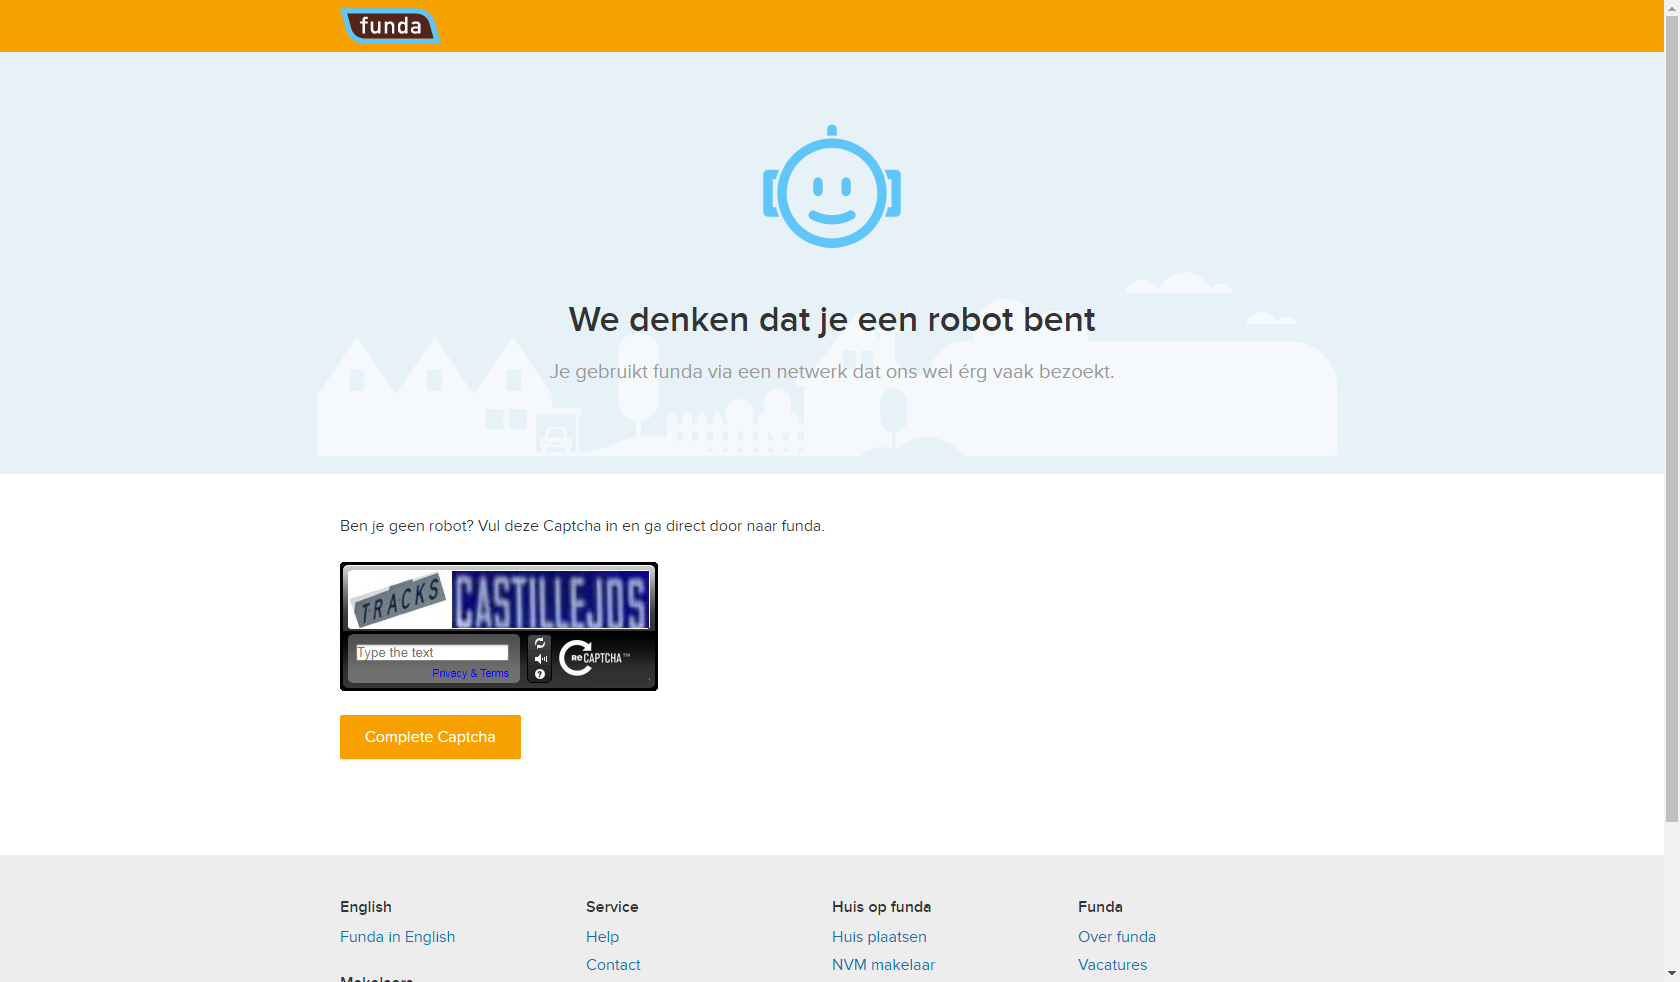 funda
We denken dat je een robot bent
Je gebruikt funda via een netwerk dat ons wel érg vaak bezoekt.
Ben je geen robot? Vul deze Captcha in en ga direct door naar funda.
TRACKS CASTILLEJOS
Type the text
Privacy & Terms
reCAPTCHA™
Complete Captcha
English
Funda in English
Makelaars
Service
Help
Contact
Huis op funda
Huis plaatsen
NVM makelaar
Funda
Over funda
Vacatures